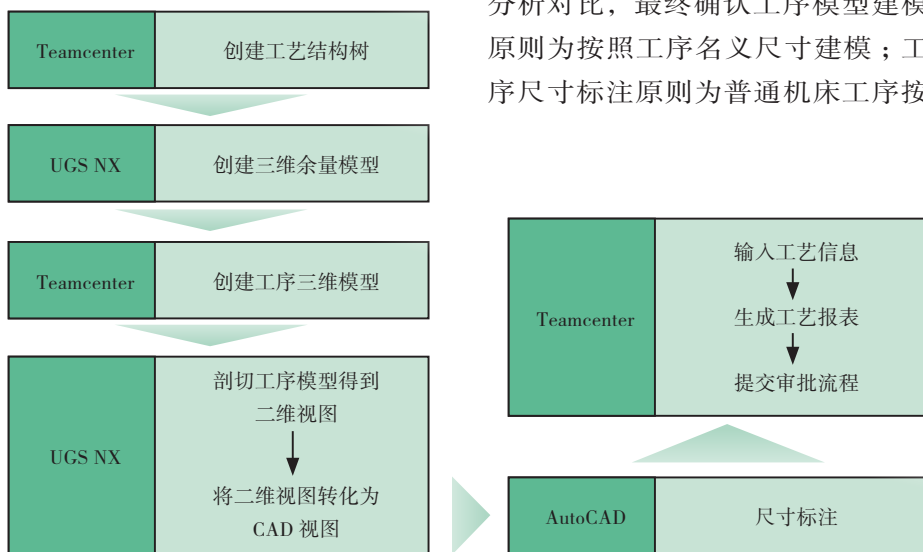 分析对比，最终确认工序模型建模
原则为按照工序名义尺寸建模；工
序尺寸标注原则为普通机床工序按
Teamcenter 创建工艺结构树
UGS NX 创建三维余量模型
Teamcenter 创建工序三维模型
UGS NX
剖切工序模型得到
二维视图
将二维视图转化为
CAD 视图
AutoCAD 尺寸标注
Teamcenter
输入工艺信息
生成工艺报表
提交审批流程